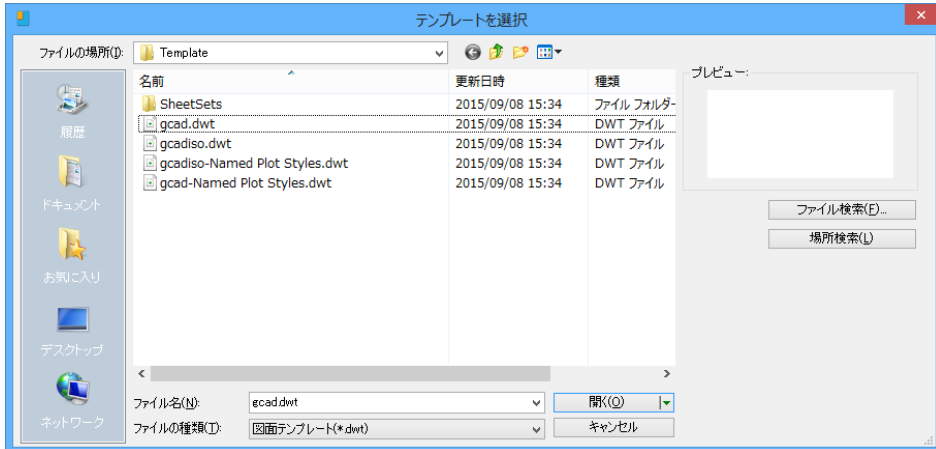 テンプレートを選択
ファイルの場所(I): Template
名前 更新日時 種類
SheetSets 2015/09/08 15:34 ファイル フォルダー
gcad.dwt 2015/09/08 15:34 DWT ファイル
gcadiso.dwt 2015/09/08 15:34 DWT ファイル
gcadiso-Named Plot Styles.dwt 2015/09/08 15:34 DWT ファイル
gcad-Named Plot Styles.dwt 2015/09/08 15:34 DWT ファイル
履歴
ドキュメント
お気に入り
デスクトップ
ネットワーク
プレビュー:
ファイル検索(F)...
場所検索(L)
ファイル名(N): gcad.dwt 開く(O)
ファイルの種類(T): 図面テンプレート(*.dwt) キャンセル